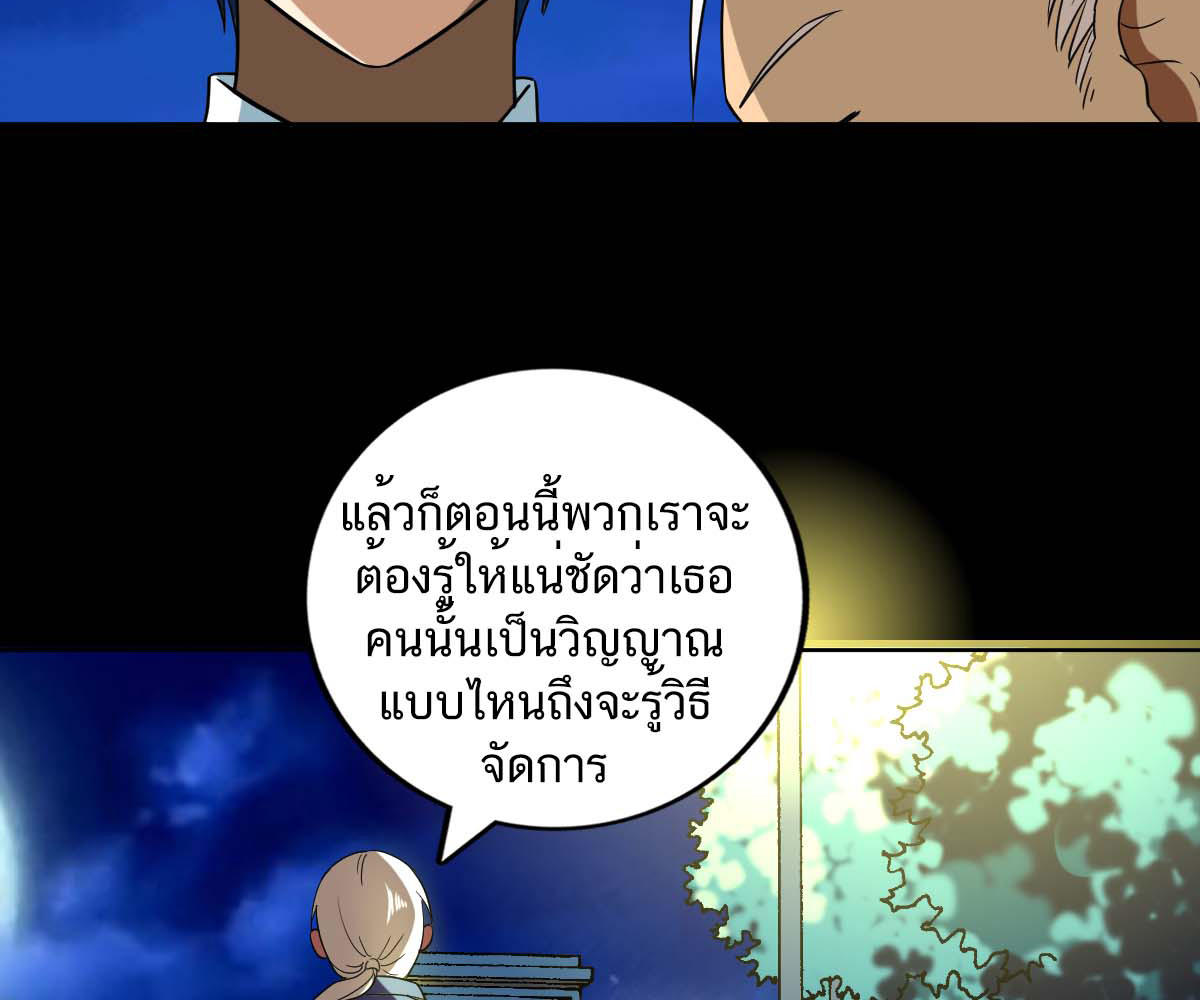 แล้วก็ตอนนี้พวกเราจะ
ต้องรู้ให้แน่ชัดว่าเธอ
คนนั้นเป็นวิญญาณ
แบบไหนถึงจะรู้วิธี
จัดการ